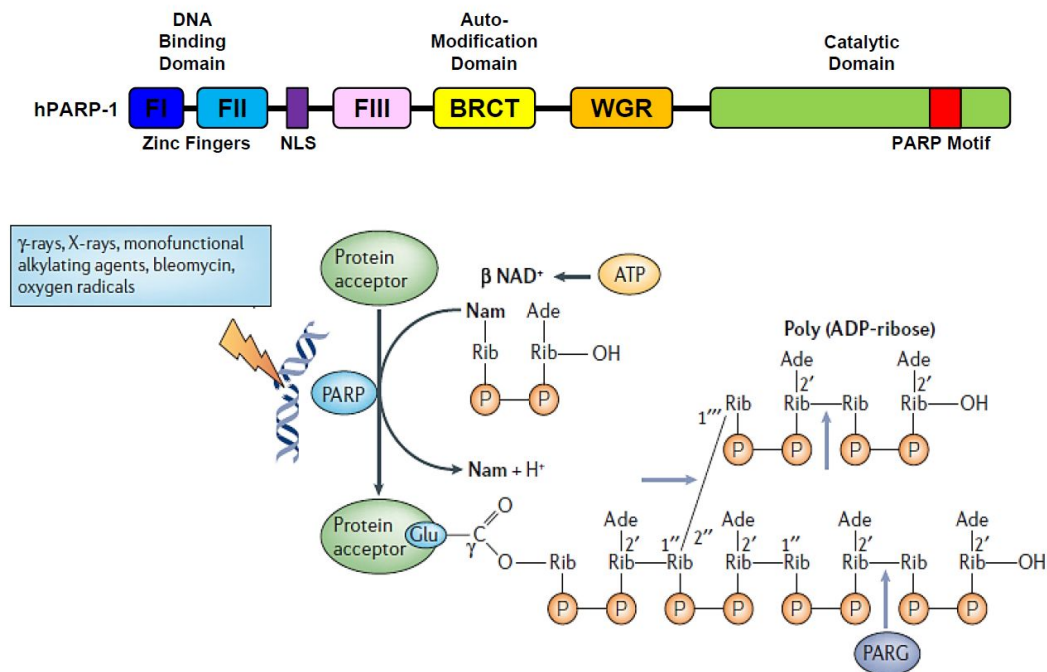 DNA
Binding
Domain
Auto-
Modification
Domain
Catalytic
Domain
hPARP-1
FI
FII
FIII
BRCT
WGR
Zinc Fingers
NLS
PARP Motif
γ-rays, X-rays, monofunctional
alkylating agents, bleomycin,
oxygen radicals
Protein
acceptor
β NAD⁺
ATP
Nam Ade
Rib Rib OH
P P
PARP
Nam + H⁺
Poly (ADP-ribose)
Ade Ade
2′ 2′
1‴ Rib Rib Rib Rib OH
P P P P
Protein
acceptor
Glu
C
γ
O
O
Ade Ade Ade Ade
2′ 1″ 2″ 2′ 1″ 2′ 2′
Rib Rib Rib Rib Rib Rib Rib Rib OH
P P P P P P P P
PARG